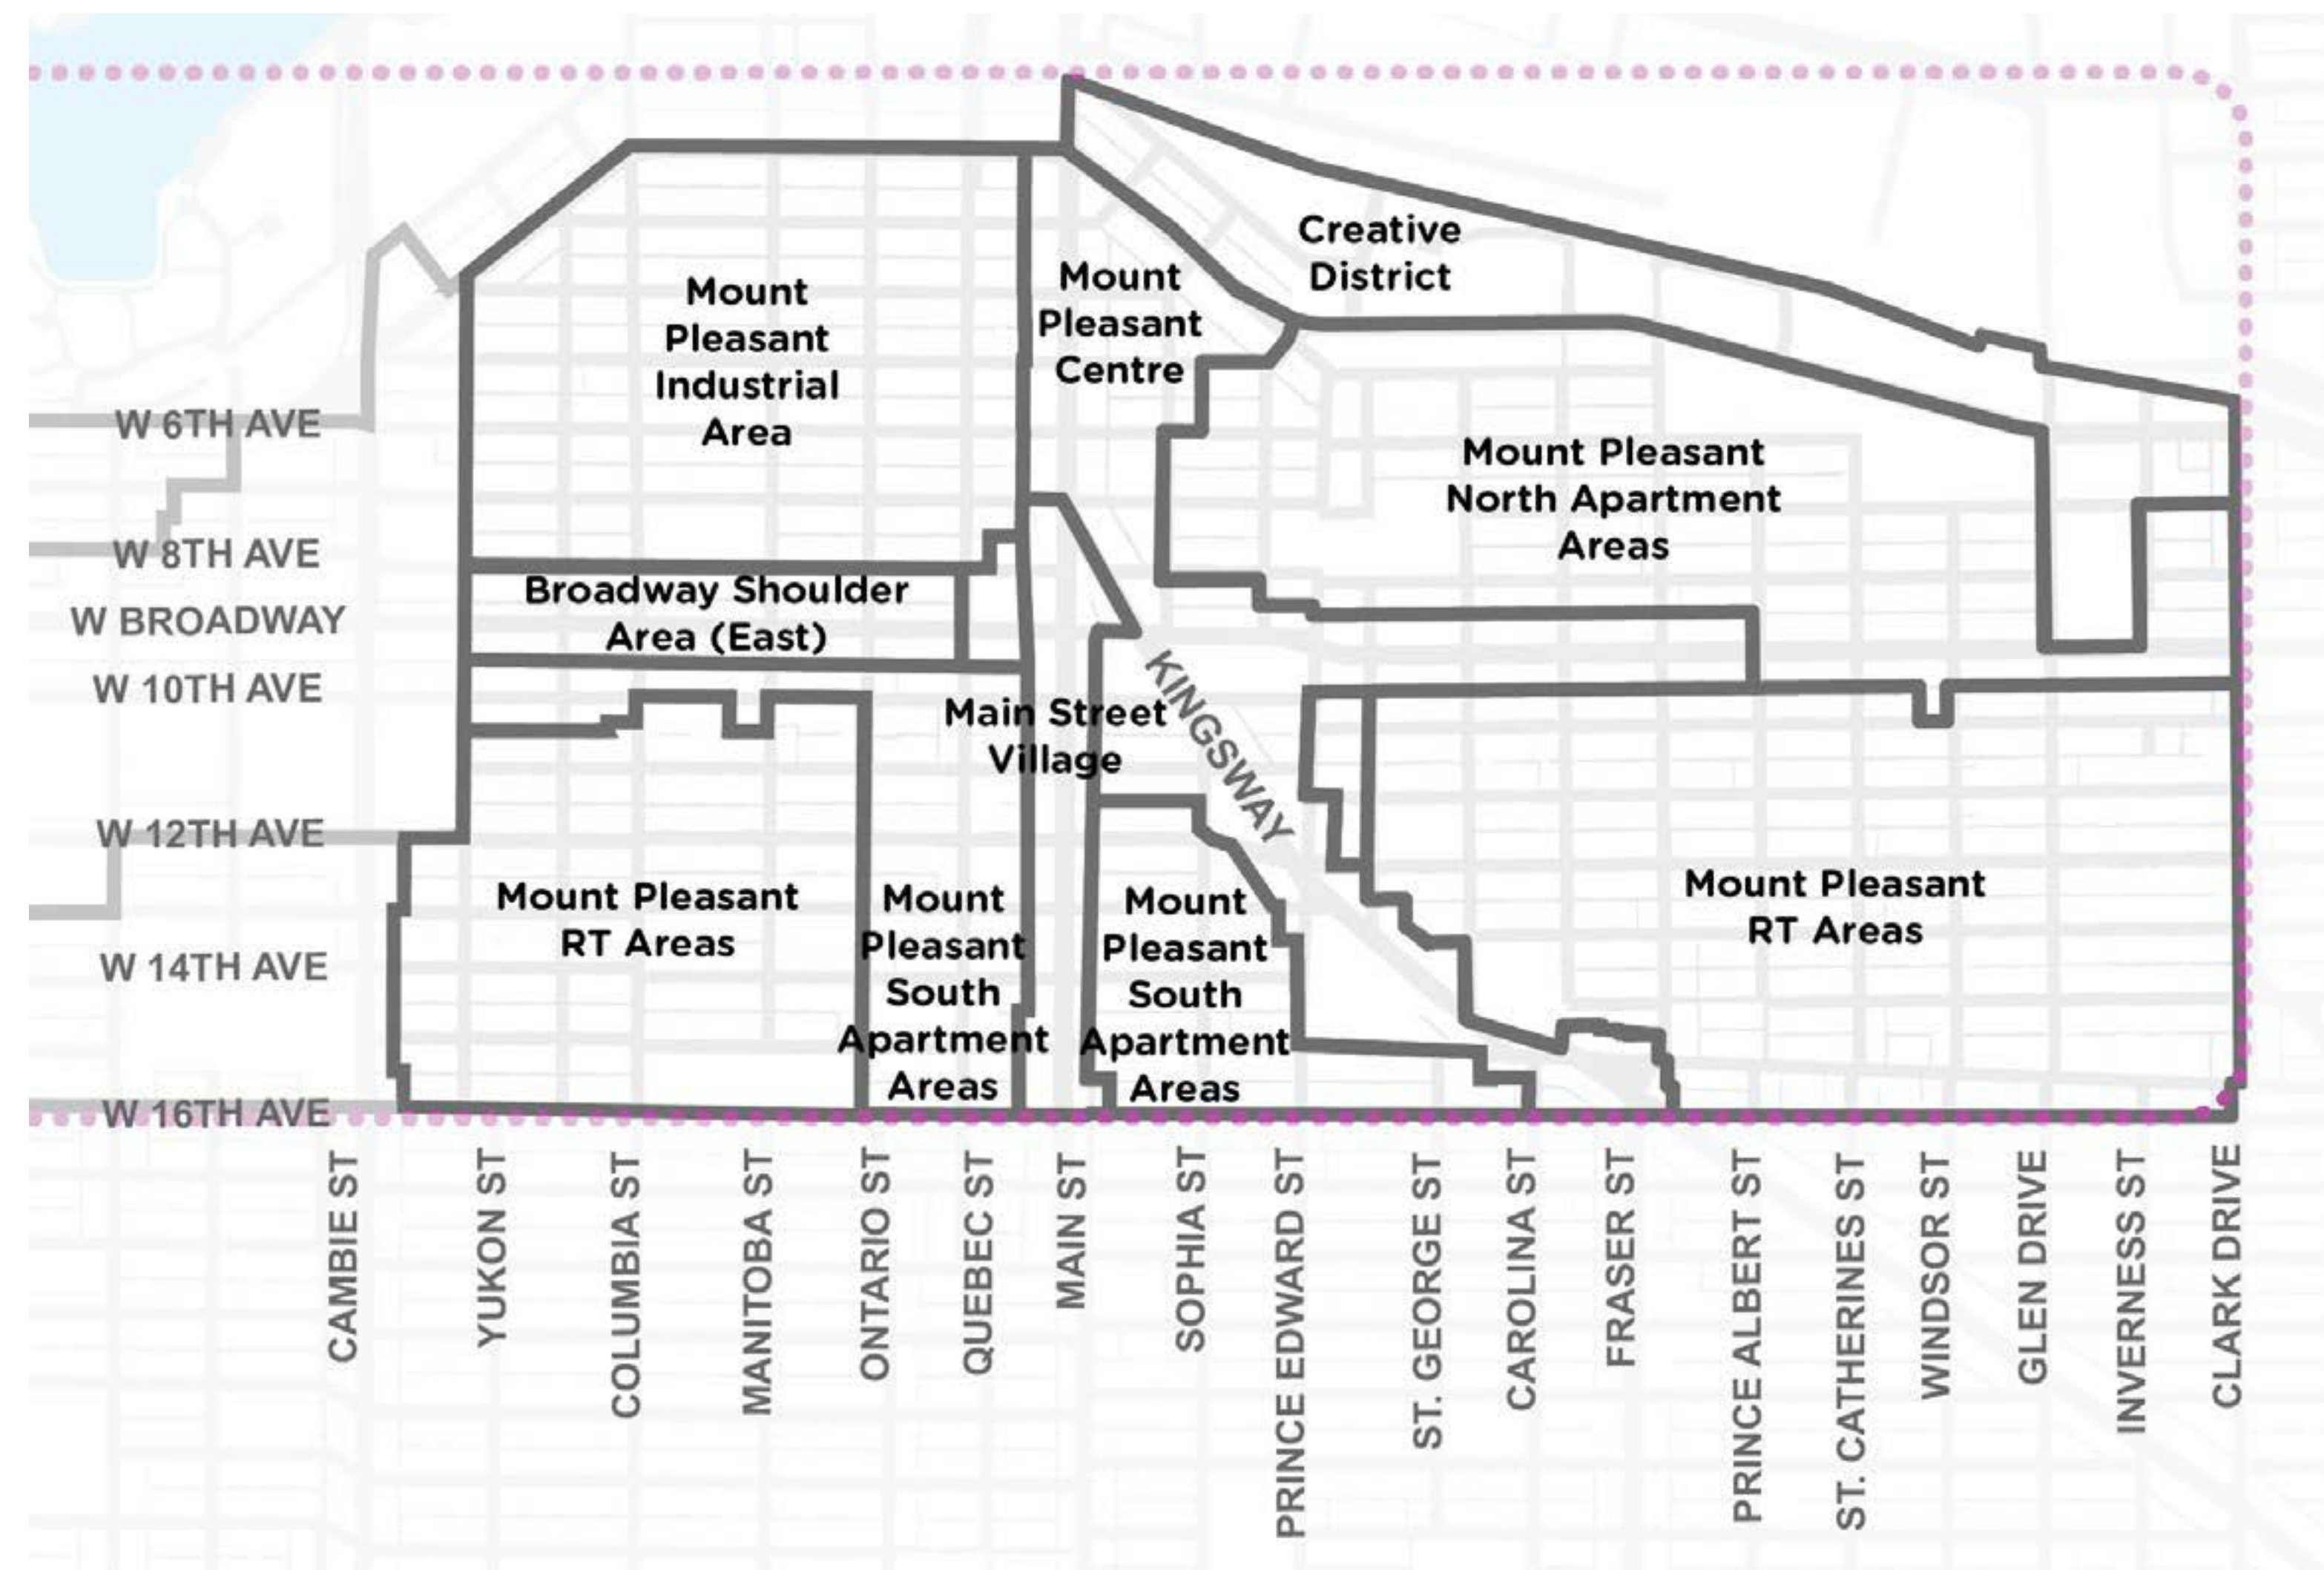 Creative
District
Mount
Pleasant
Industrial
Area
Mount
Pleasant
Centre
W 6TH AVE
Mount Pleasant
North Apartment
Areas
W 8TH AVE
Broadway Shoulder
Area (East)
W BROADWAY
W 10TH AVE
KINGSWAY
Main Street
Village
W 12TH AVE
Mount Pleasant
RT Areas
Mount
Pleasant
South
Apartment
Areas
Mount
Pleasant
South
Apartment
Areas
Mount Pleasant
RT Areas
W 14TH AVE
W 16TH AVE
CAMBIE ST
YUKON ST
COLUMBIA ST
MANITOBA ST
ONTARIO ST
QUEBEC ST
MAIN ST
SOPHIA ST
PRINCE EDWARD ST
ST. GEORGE ST
CAROLINA ST
FRASER ST
PRINCE ALBERT ST
ST. CATHERINES ST
WINDSOR ST
GLEN DRIVE
INVERNESS ST
CLARK DRIVE